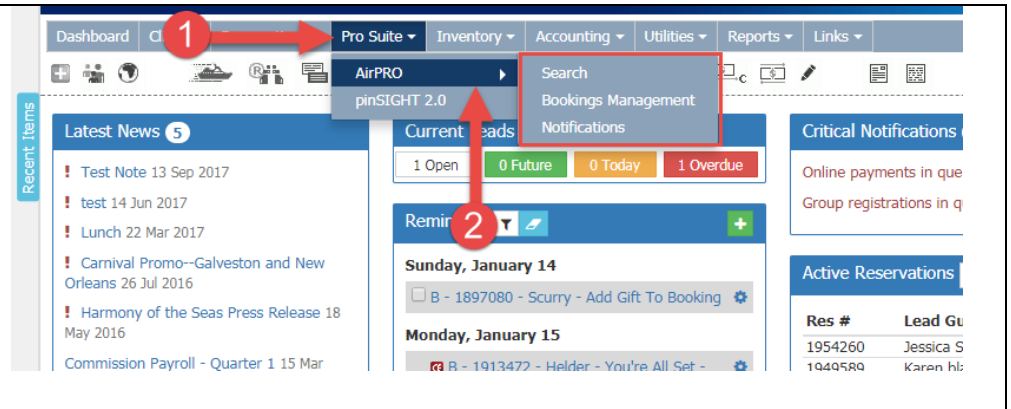 Dashboard
Pro Suite
Inventory
Accounting
Utilities
Reports
Links
1
AirPRO
pinSIGHT 2.0
Search
Bookings Management
Notifications
2
Recent Items
Latest News 5
! Test Note 13 Sep 2017
! test 14 Jun 2017
! Lunch 22 Mar 2017
! Carnival Promo--Galveston and New
Orleans 26 Jul 2016
! Harmony of the Seas Press Release 18
May 2016
Commission Payroll - Quarter 1 15 Mar
Current
1 Open
0 Future
0 Today
1 Overdue
Sunday, January 14
B - 1897080 - Scurry - Add Gift To Booking
Monday, January 15
B - 1913472 - Helder - You're All Set -
Critical Notifications
Online payments in que
Group registrations in q
Active Reservations
Res # Lead Gu
1954260 Jessica S
1949589 Karen bla